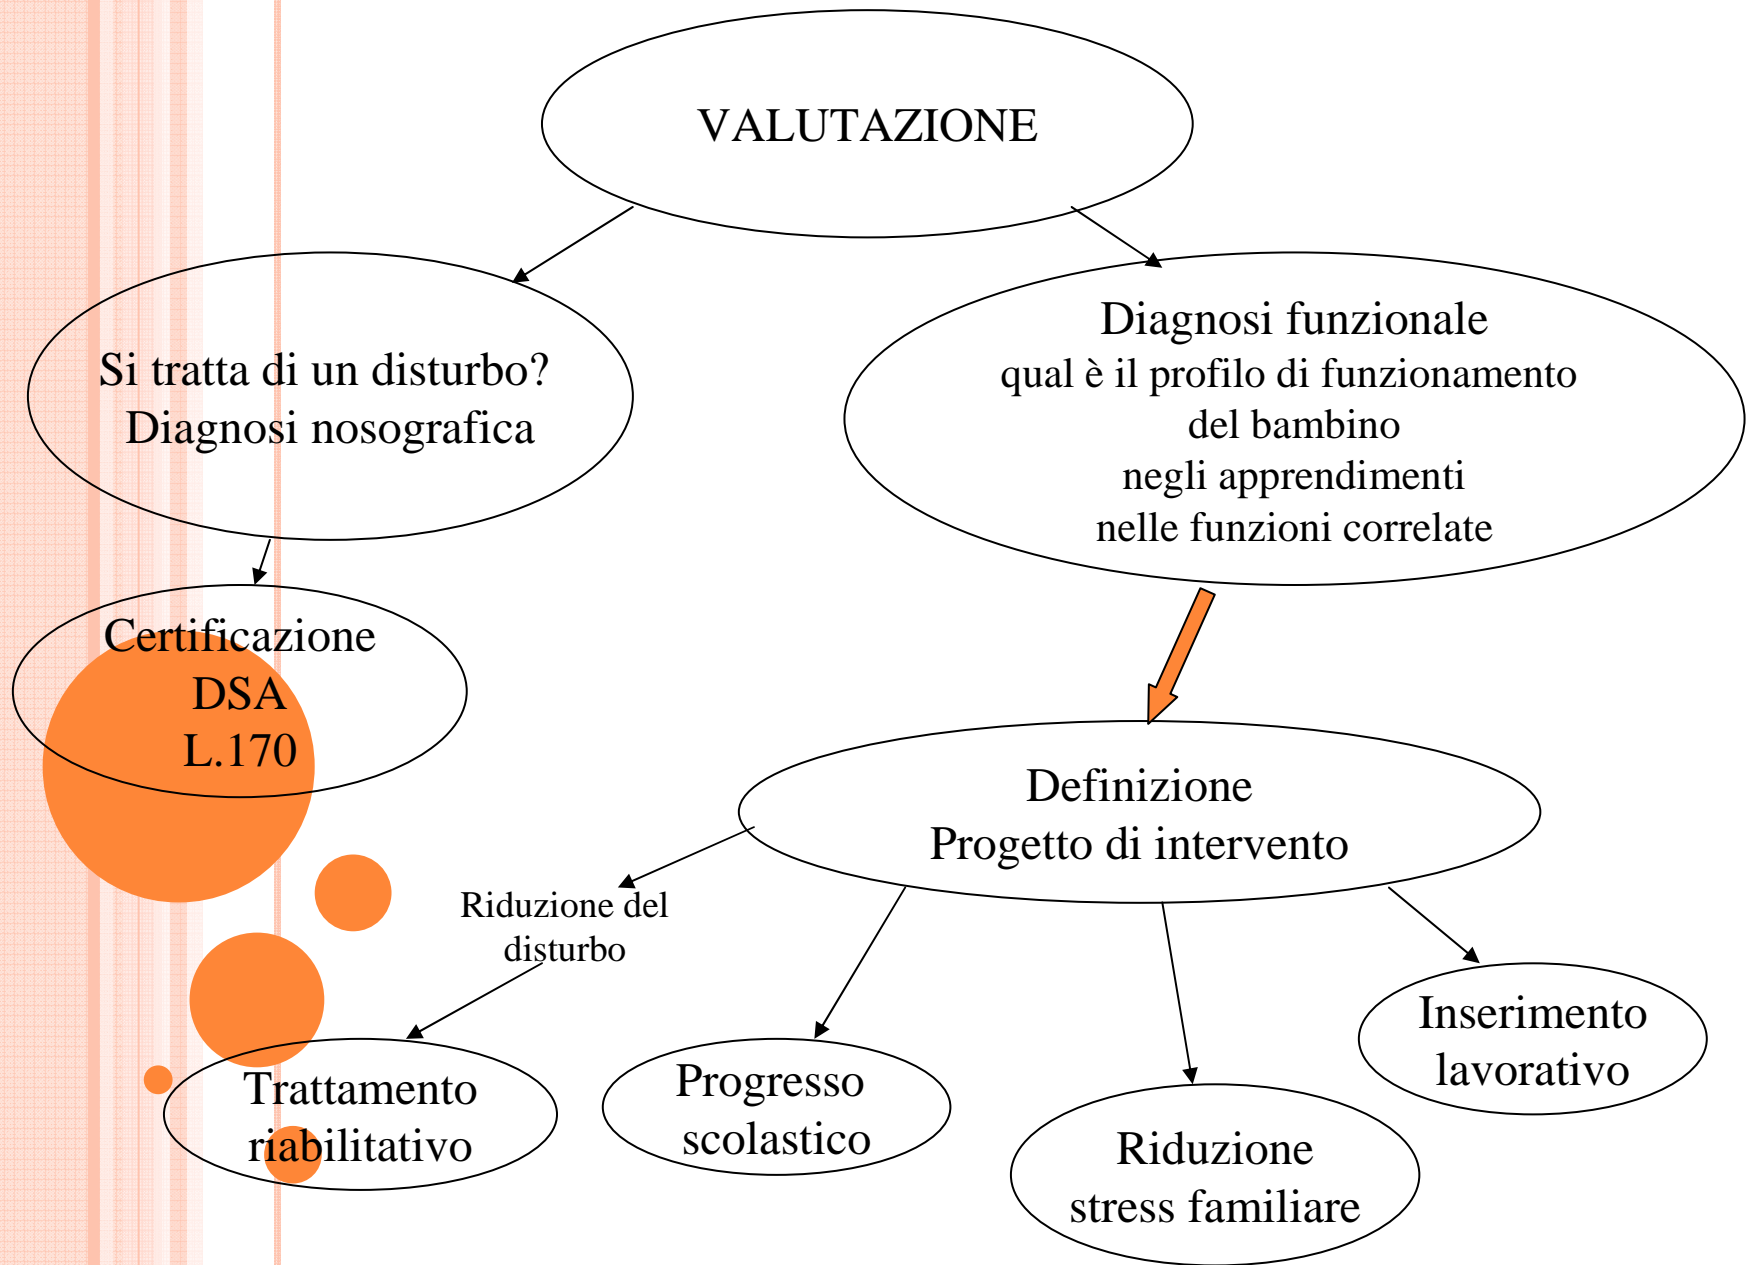 VALUTAZIONE
Si tratta di un disturbo?
Diagnosi nosografica
Diagnosi funzionale
qual è il profilo di funzionamento
del bambino
negli apprendimenti
nelle funzioni correlate
Certificazione
DSA
L.170
Definizione
Progetto di intervento
Riduzione del
disturbo
Trattamento
riabilitativo
Progresso
scolastico
Riduzione
stress familiare
Inserimento
lavorativo